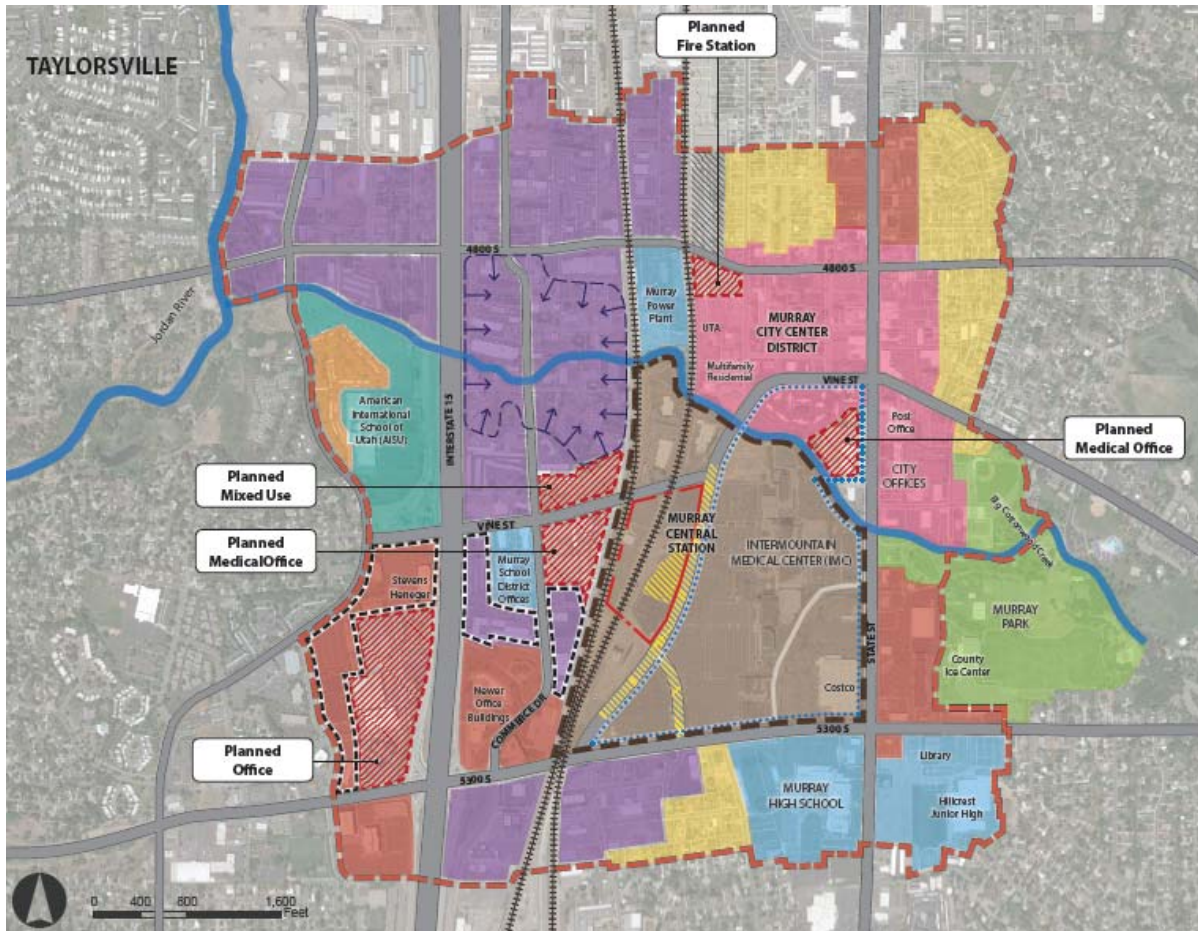 Planned
Fire Station
TAYLORSVILLE
4800 S
4800 S
Jordan River
Murray
Power
Plant
UTA
MURRAY
CITY CENTER
DISTRICT
Multifamily
Residential
VINE ST
American
International
School of
Utah (AISU)
INTERSTATE 15
Post
Office
Planned
Medical Office
CITY
OFFICES
Planned
Mixed Use
Big Cottonwood Creek
VINE ST
MURRAY
CENTRAL
STATION
INTERMOUNTAIN
MEDICAL CENTER (IMC)
Planned
MedicalOffice
Murray
School
District
Offices
Stevens
Heneger
MURRAY
PARK
STATE ST
County
Ice Center
Newer
Office
Buildings
COMMERCE DR
Costco
Planned
Office
5300 S
5300 S
MURRAY
HIGH SCHOOL
Library
Hillcrest
Junior High
0 400 800 1,600
Feet